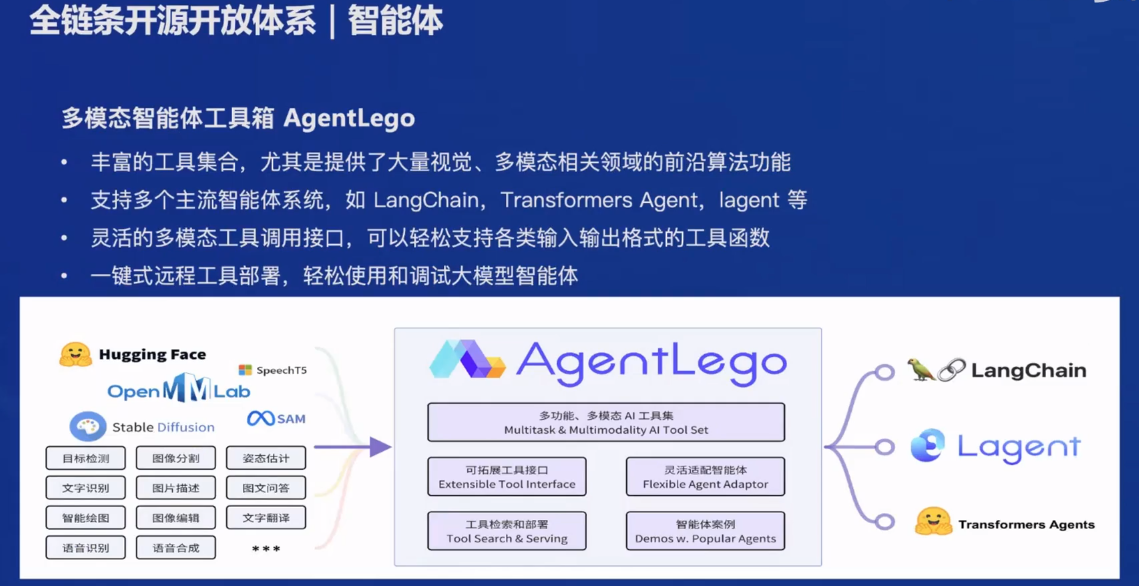 全链条开源开放体系 | 智能体
多模态智能体工具箱 AgentLego
• 丰富的工具集合，尤其是提供了大量视觉、多模态相关领域的前沿算法功能
• 支持多个主流智能体系统，如 LangChain，Transformers Agent，lagent 等
• 灵活的多模态工具调用接口，可以轻松支持各类输入输出格式的工具函数
• 一键式远程工具部署，轻松使用和调试大模型智能体
Hugging Face
SpeechT5
OpenMMLab
Stable Diffusion
SAM
目标检测 图像分割 姿态估计
文字识别 图片描述 图文问答
智能绘图 图像编辑 文字翻译
语音识别 语音合成 ***
AgentLego
多功能、多模态 AI 工具集
Multitask & Multimodality AI Tool Set
可拓展工具接口
Extensible Tool Interface
灵活适配智能体
Flexible Agent Adaptor
工具检索和部署
Tool Search & Serving
智能体案例
Demos w. Popular Agents
LangChain
Lagent
Transformers Agents